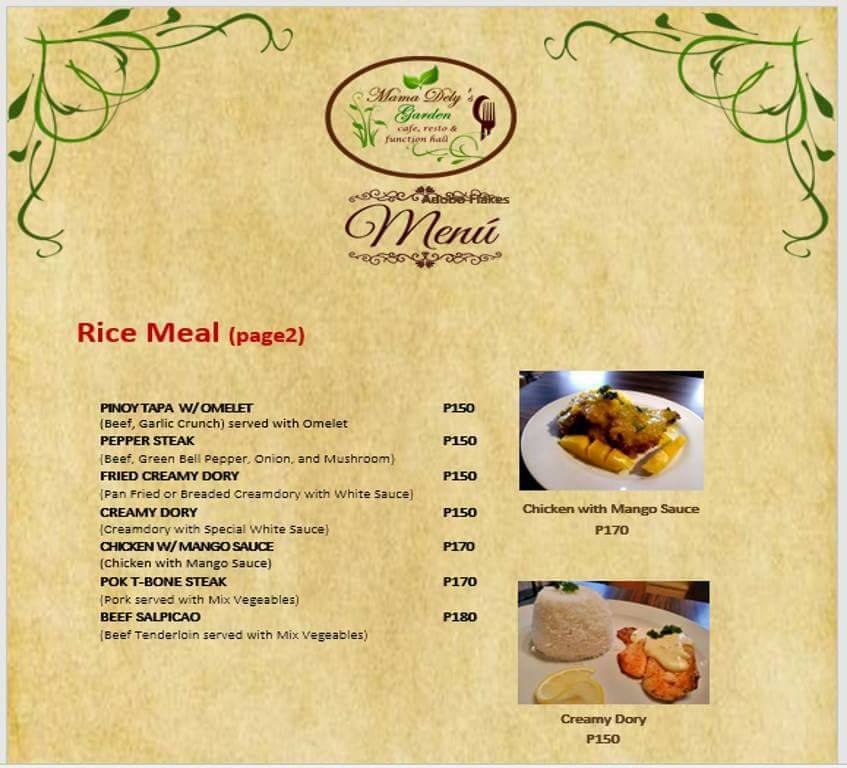 Mama Dely's
Garden
cafe, resto &
function hall
Adobo Flakes
Menú
Rice Meal (page2)
PINOY TAPA W/ OMELET P150
(Beef, Garlic Crunch) served with Omelet
PEPPER STEAK P150
(Beef, Green Bell Pepper, Onion, and Mushroom)
FRIED CREAMY DORY P150
(Pan Fried or Breaded Creamdory with White Sauce)
CREAMY DORY P150
(Creamdory with Special White Sauce)
CHICKEN W/ MANGO SAUCE P170
(Chicken with Mango Sauce)
POK T-BONE STEAK P170
(Pork served with Mix Vegeables)
BEEF SALPICAO P180
(Beef Tenderloin served with Mix Vegeables)
Chicken with Mango Sauce
P170
Creamy Dory
P150